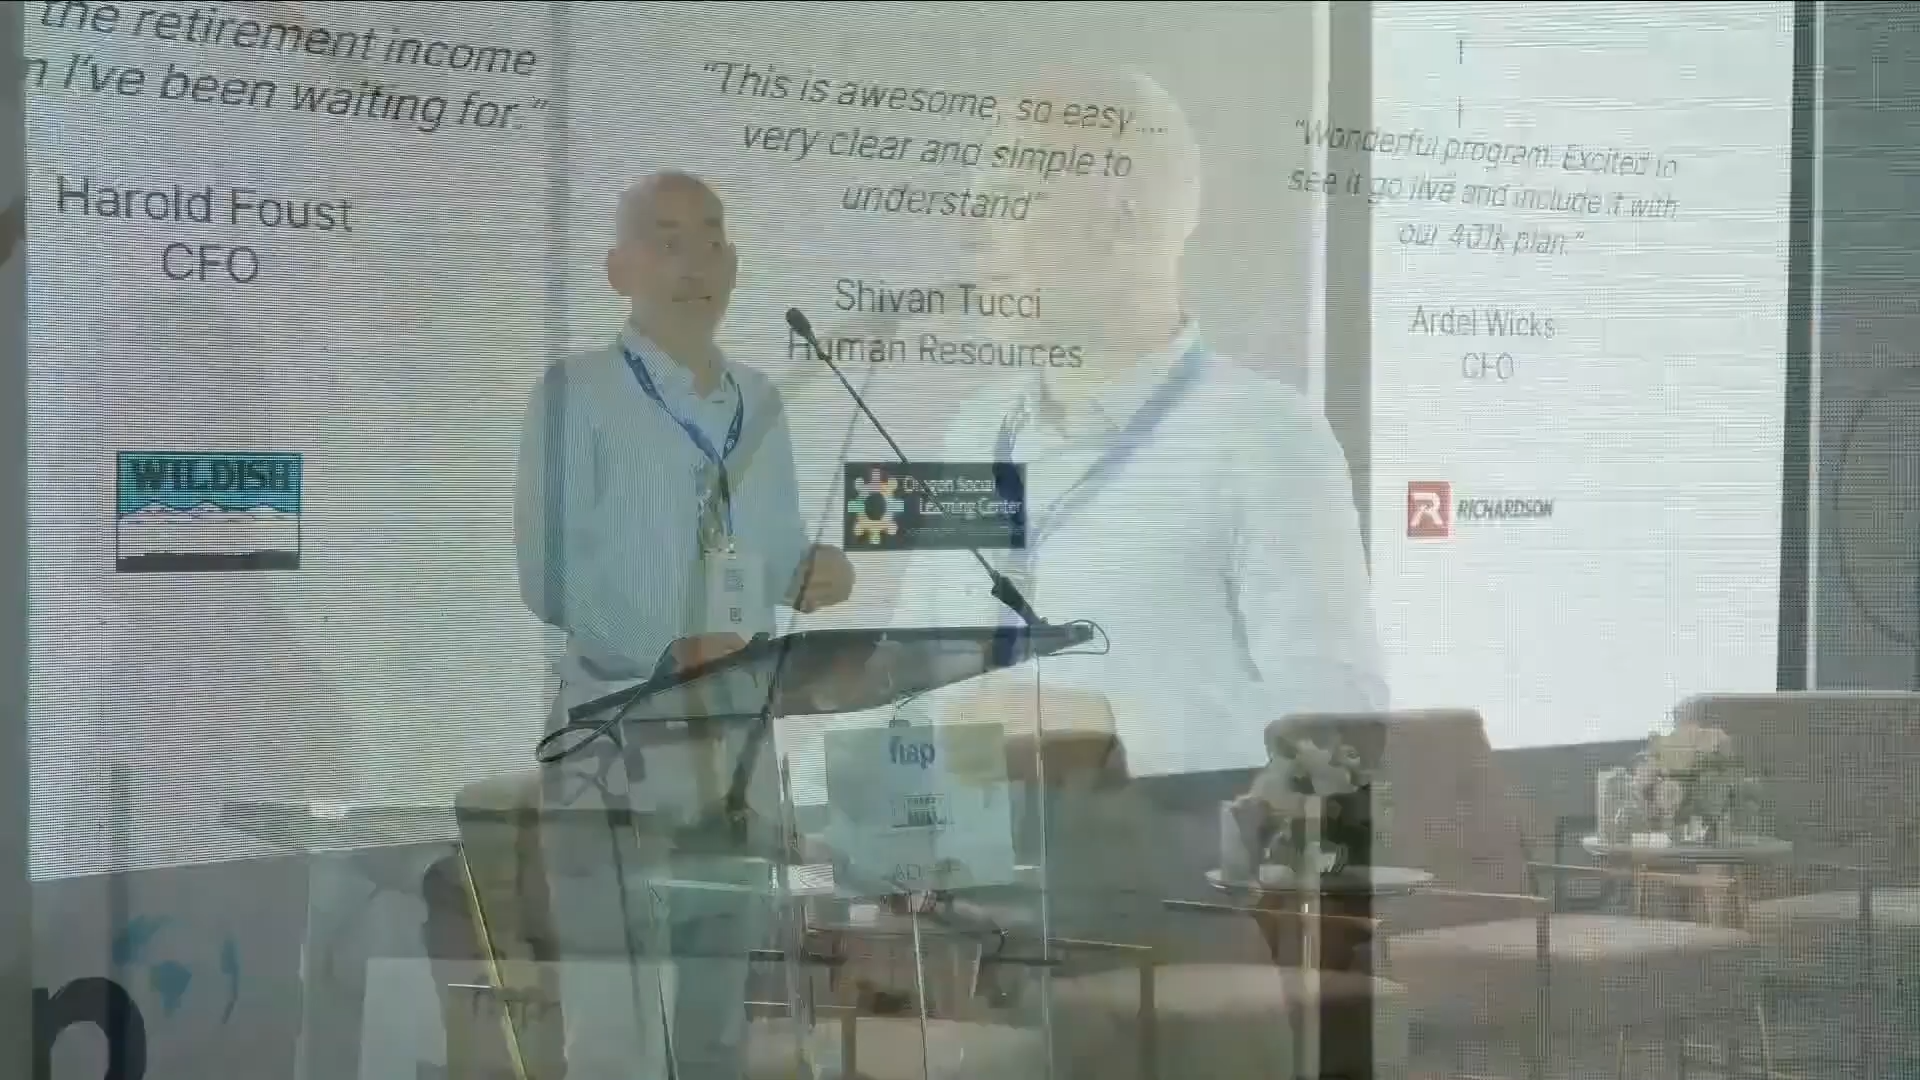 the retirement income
I've been waiting for."
Harold Foust
CFO
WILDISH
"This is awesome, so easy....
very clear and simple to
understand"
Shivan Tucci
Human Resources
Oregon Social
Learning Center
"Wonderful program. Excited to
see it go live and include it with
our 401k plan."
Ardel Wicks
CFO
R RICHARDSON
fiap